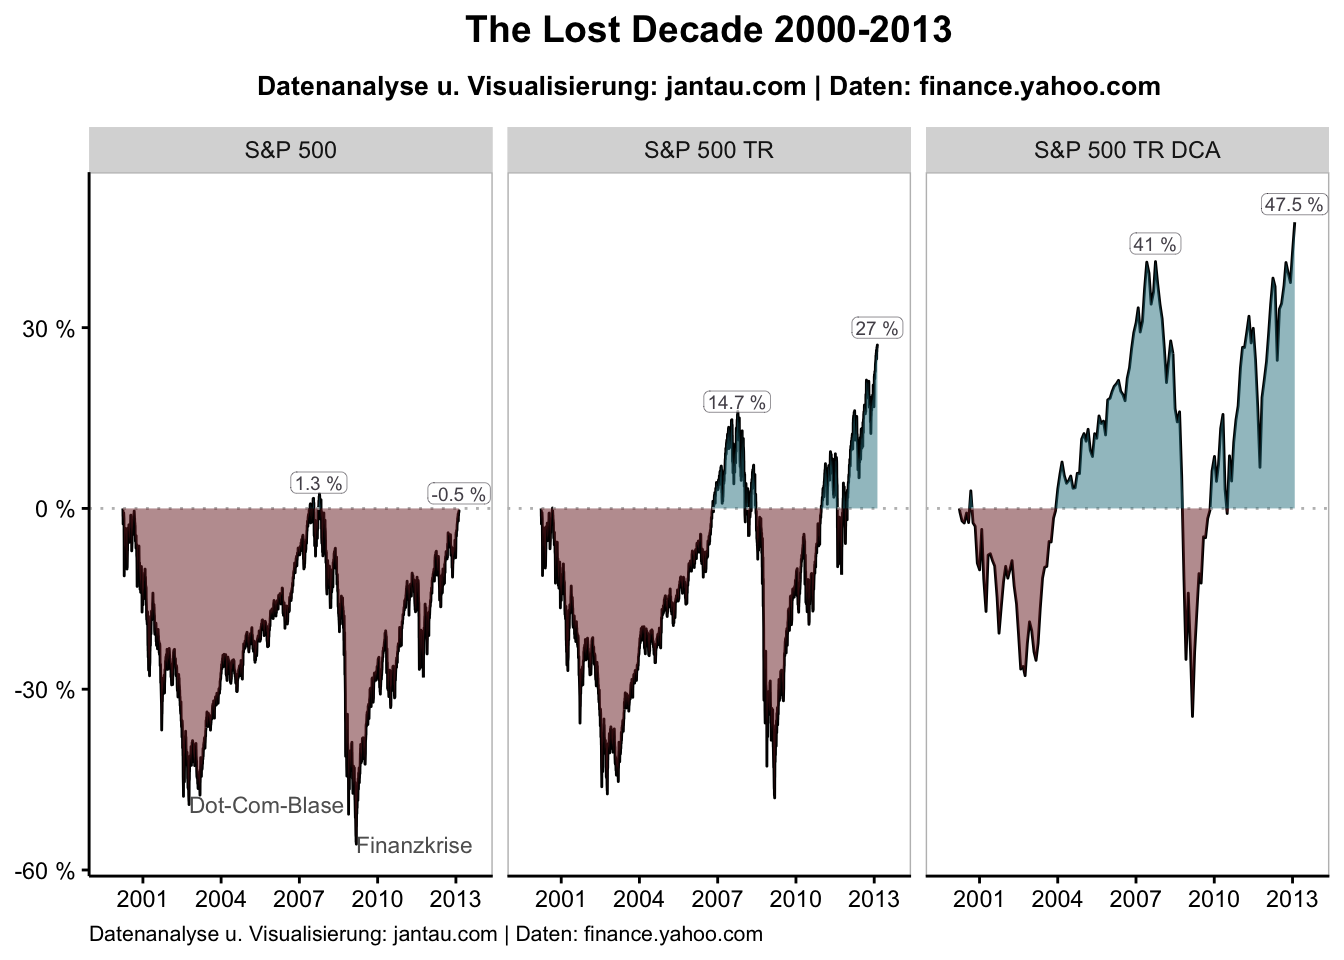 The Lost Decade 2000-2013
Datenanalyse u. Visualisierung: jantau.com | Daten: finance.yahoo.com
S&P 500
S&P 500 TR
S&P 500 TR DCA
30 %
0 %
-30 %
-60 %
1.3 %
-0.5 %
Dot-Com-Blase
Finanzkrise
14.7 %
27 %
41 %
47.5 %
2001 2004 2007 2010 2013
2001 2004 2007 2010 2013
2001 2004 2007 2010 2013
Datenanalyse u. Visualisierung: jantau.com | Daten: finance.yahoo.com